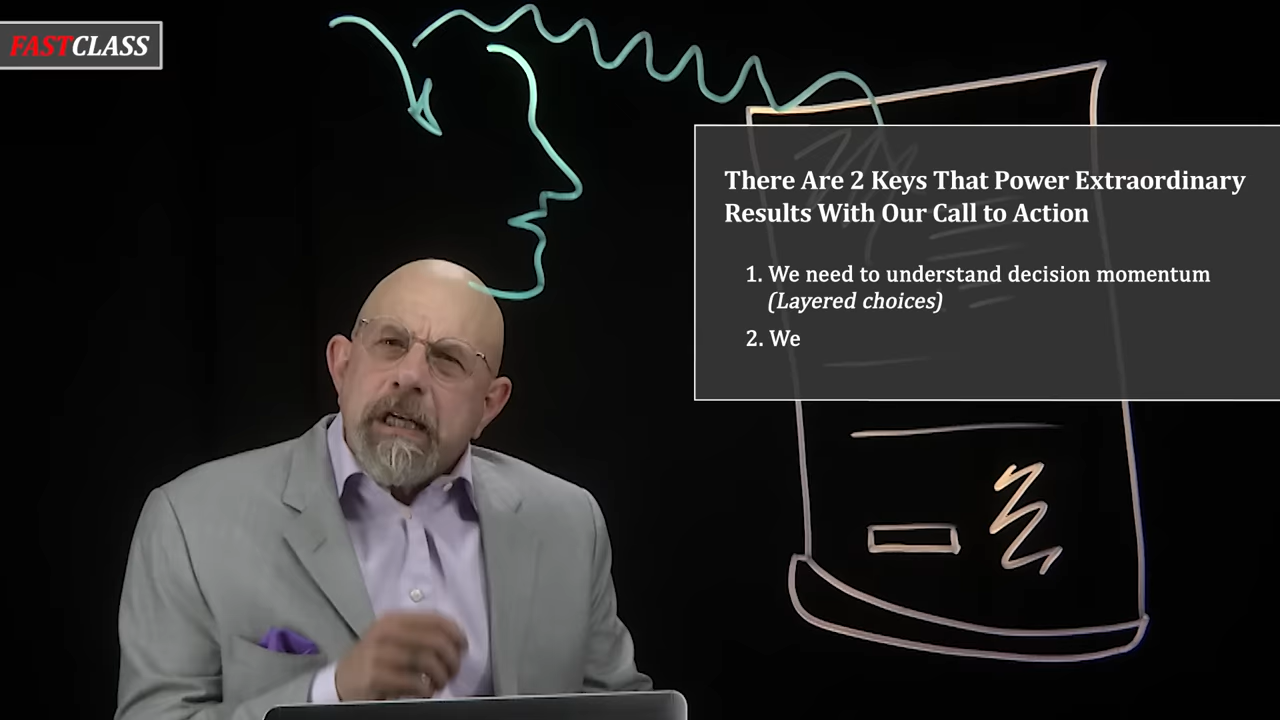 FASTCLASS
There Are 2 Keys That Power Extraordinary
Results With Our Call to Action
1. We need to understand decision momentum
(Layered choices)
2. We